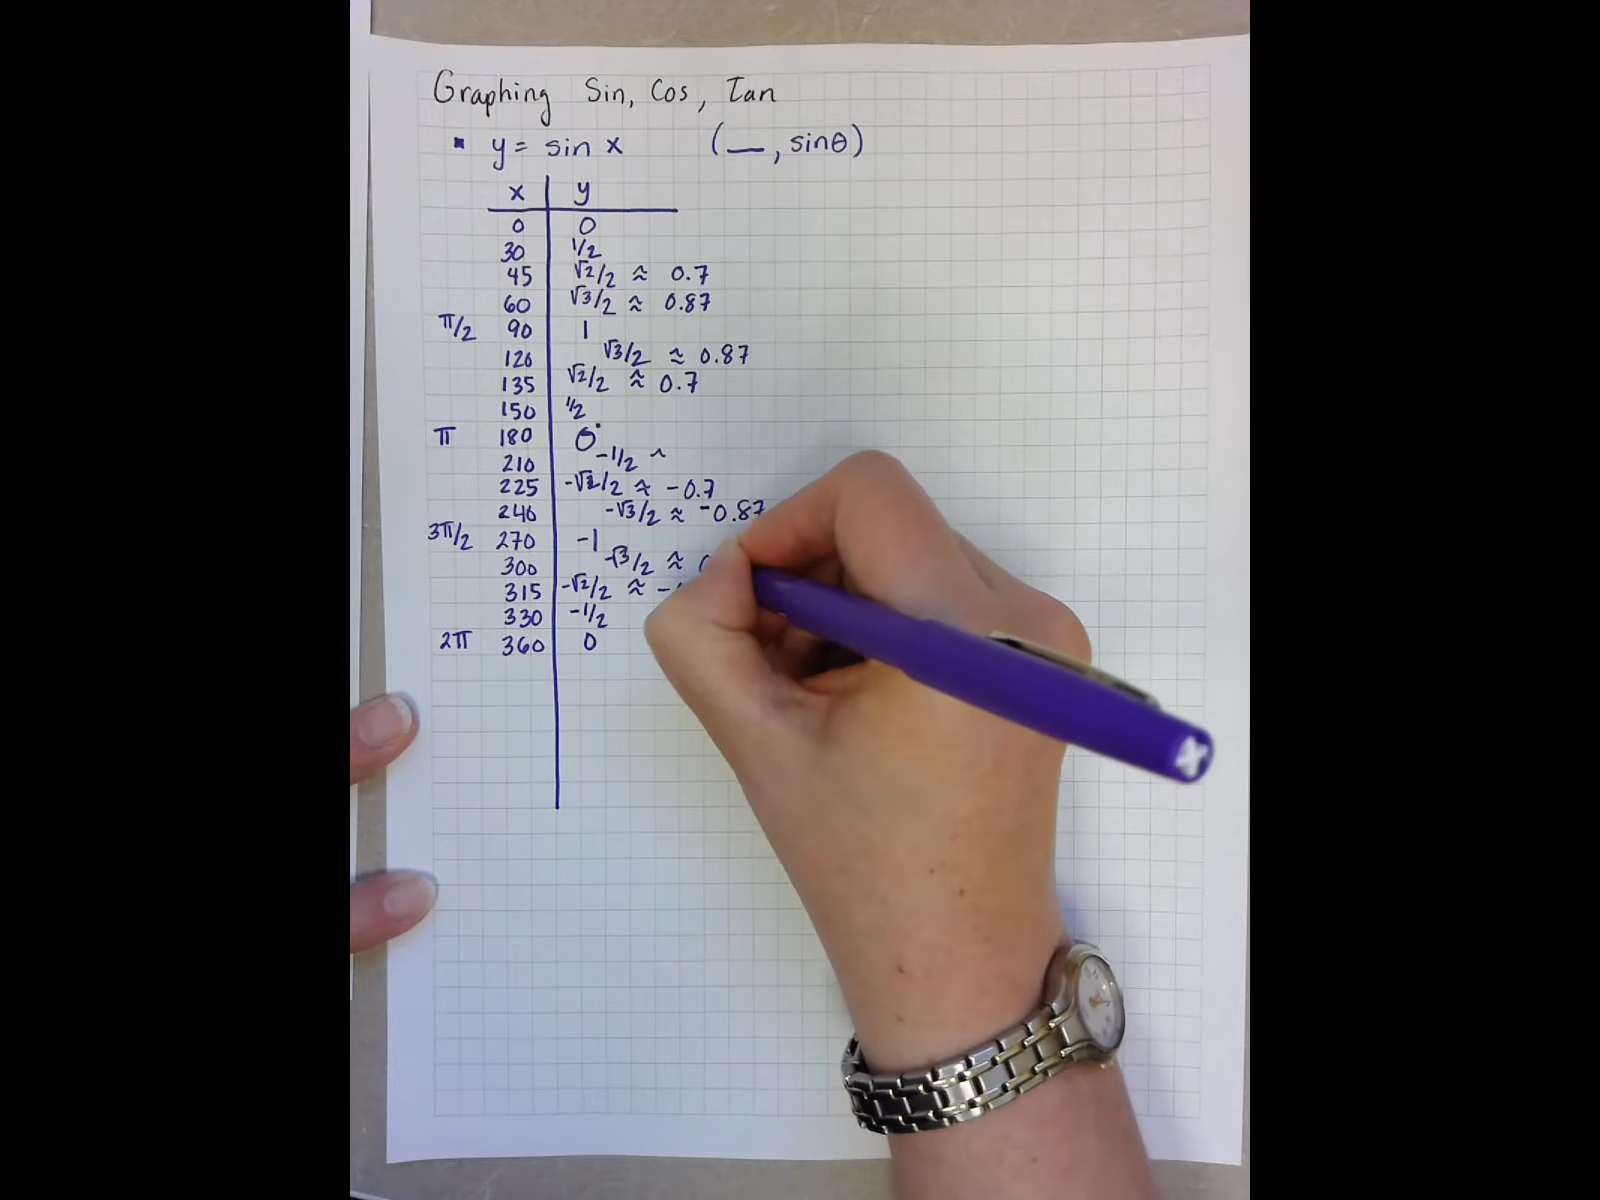 Graphing Sin, Cos, Tan
▪ y = sin x (__, sinθ)
x y
0 0
30 1/2
45 √2/2 ≈ 0.7
60 √3/2 ≈ 0.87
π/2 90 1
120 √3/2 ≈ 0.87
135 √2/2 ≈ 0.7
150 1/2
π 180 0
210 -1/2
225 -√2/2 ≈ -0.7
240 -√3/2 ≈ -0.87
3π/2 270 -1
300 -√3/2 ≈
315 -√2/2 ≈ -
330 -1/2
2π 360 0